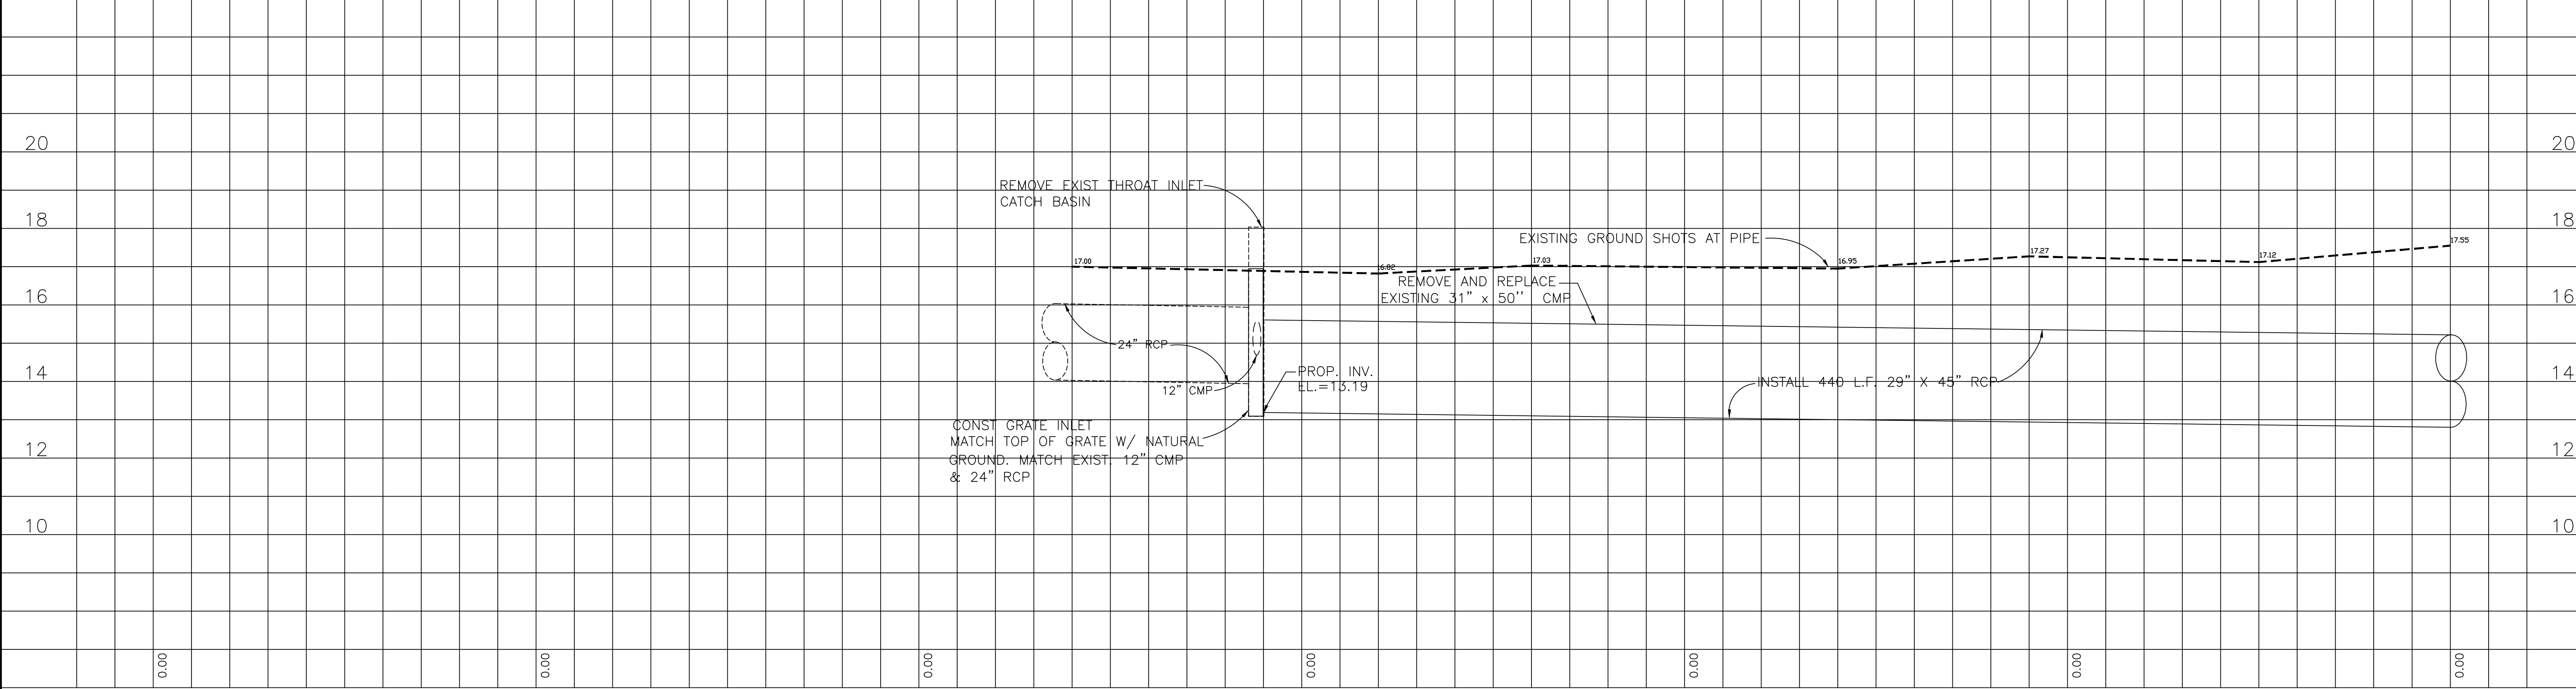 20
20
REMOVE EXIST THROAT INLET
CATCH BASIN
18
18
EXISTING GROUND SHOTS AT PIPE
17.00
16.82
17.03
16.95
17.27
17.12
17.55
REMOVE AND REPLACE
EXISTING 31" x 50'' CMP
16
16
24" RCP
12" CMP
PROP. INV.
EL.=13.19
INSTALL 440 L.F. 29" X 45" RCP
14
14
CONST GRATE INLET
MATCH TOP OF GRATE W/ NATURAL
GROUND. MATCH EXIST. 12" CMP
& 24" RCP
12
12
10
10
0.00
0.00
0.00
0.00
0.00
0.00
0.00